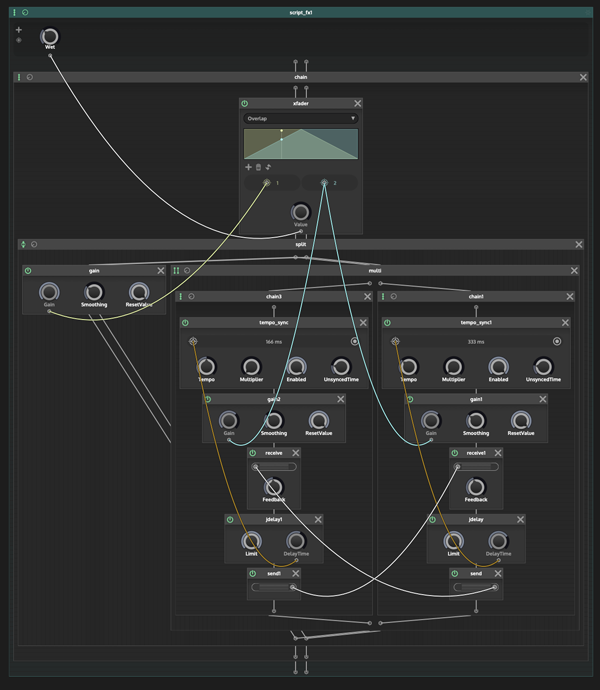 script_fx1
Wet
chain
xfader
Overlap
1
2
Value
split
gain
Gain Smoothing ResetValue
multi
chain3
chain1
tempo_sync
tempo_sync1
166 ms
333 ms
Tempo Multiplier Enabled UnsyncedTime
Tempo Multiplier Enabled UnsyncedTime
gain2
gain1
Gain Smoothing ResetValue
Gain Smoothing ResetValue
receive
receive1
Feedback
Feedback
jdelay1
jdelay
Limit DelayTime
Limit DelayTime
send1
send